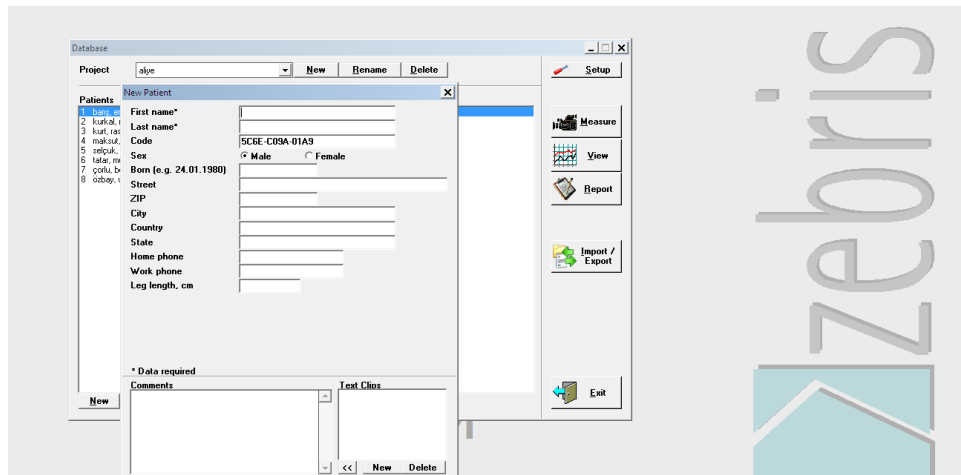 Database
Project aliye New Rename Delete Setup
New Patient
Patients
1 barış, e
2 kurkal, r
3 kurt, ras
4 maksut,
5 selçuk,
6 tatar, mu
7 çorlu, b
8 özbay,
First name*
Last name*
Code 5C6E-C09A-01A9
Sex Male Female
Born (e.g. 24.01.1980)
Street
ZIP
City
Country
State
Home phone
Work phone
Leg length, cm
* Data required
Comments Text Clips
New
<< New Delete
Measure
View
Report
Import /
Export
Exit
zebris